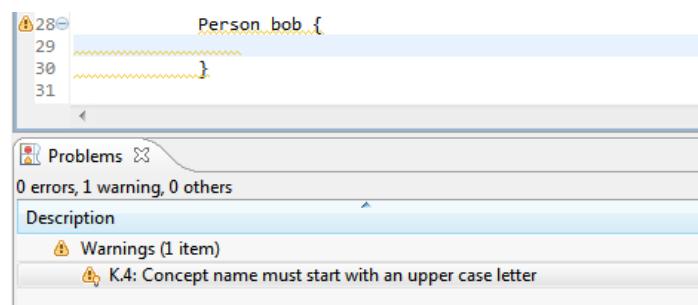 28 Person bob {
29
30 }
31
Problems
0 errors, 1 warning, 0 others
Description
Warnings (1 item)
K.4: Concept name must start with an upper case letter